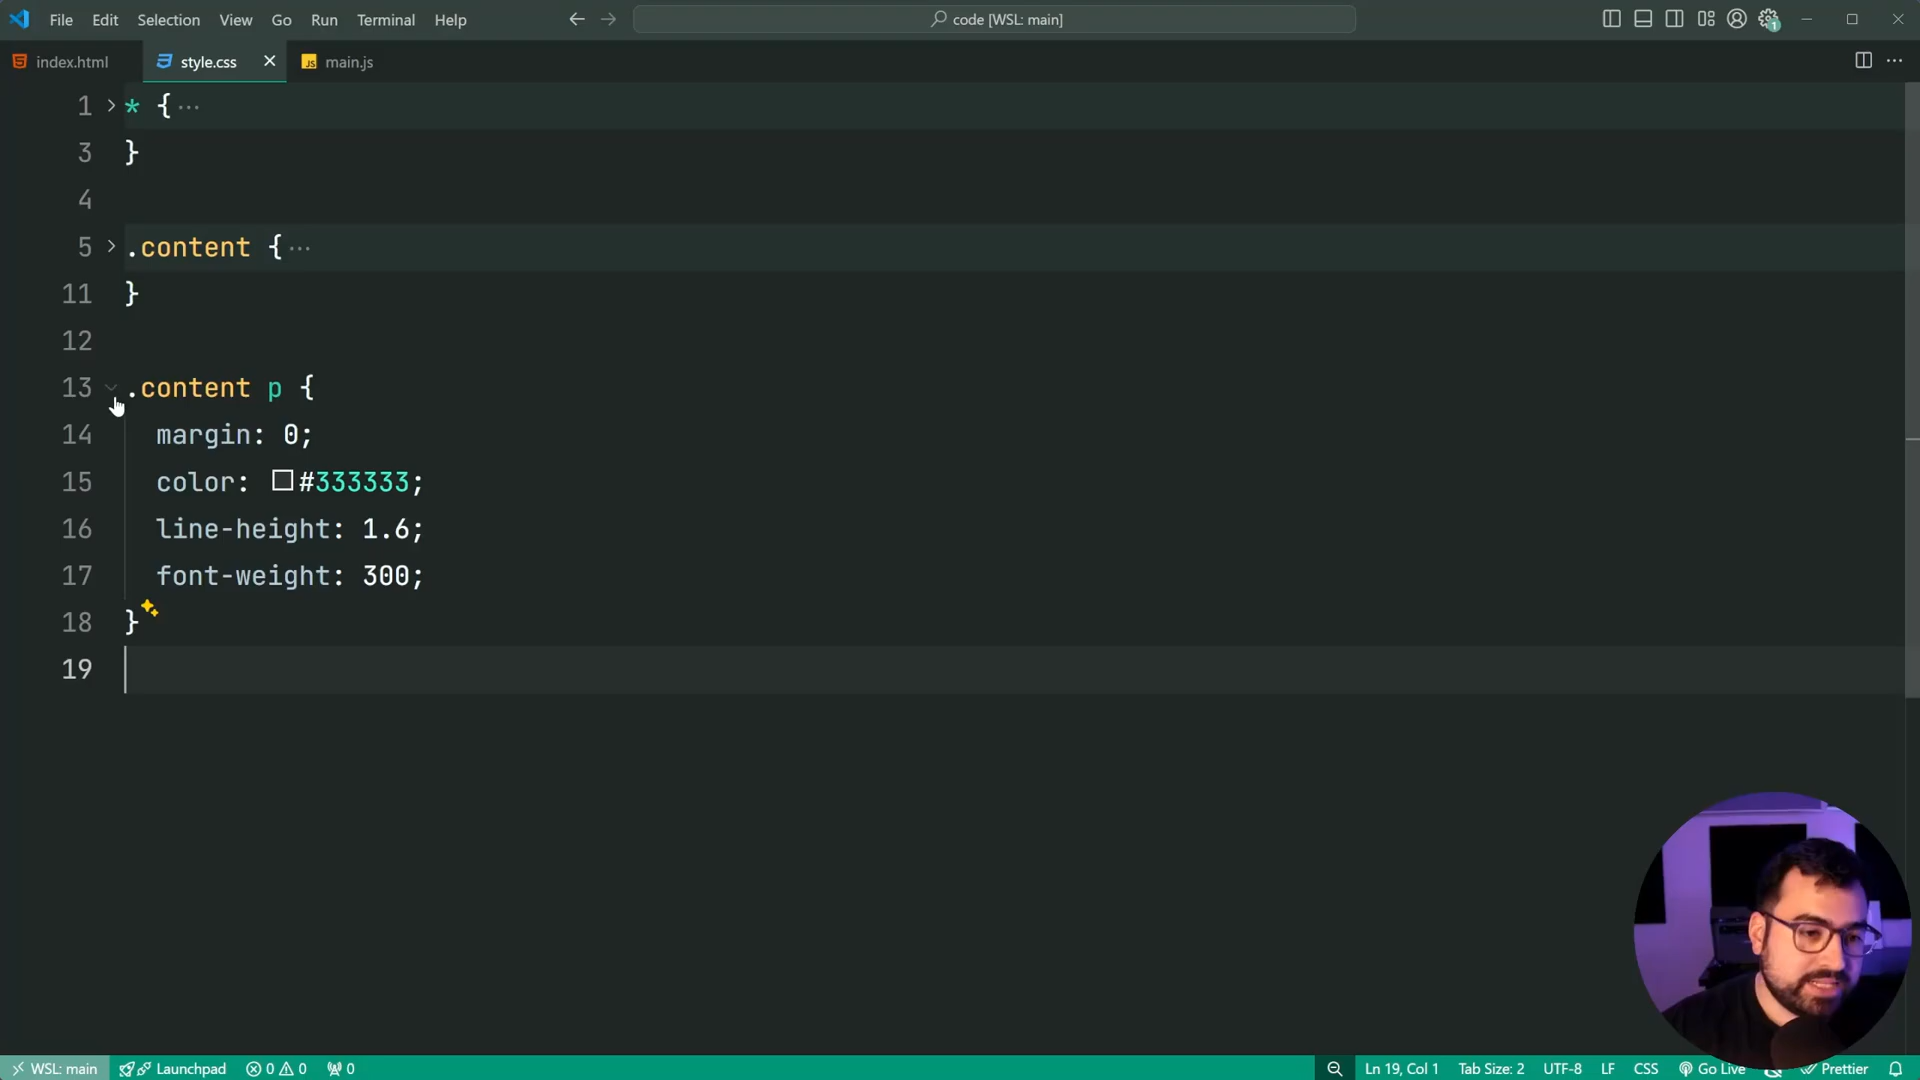 File Edit Selection View Go Run Terminal Help
code [WSL: main]
index.html style.css JS main.js
1 * { ...
3 }
4
5 .content { ...
11 }
12
13 .content p {
14 margin: 0;
15 color: #333333;
16 line-height: 1.6;
17 font-weight: 300;
18 }
19
WSL: main Launchpad 0 0 0 Ln 19, Col 1 Tab Size: 2 UTF-8 LF CSS Go Live Prettier